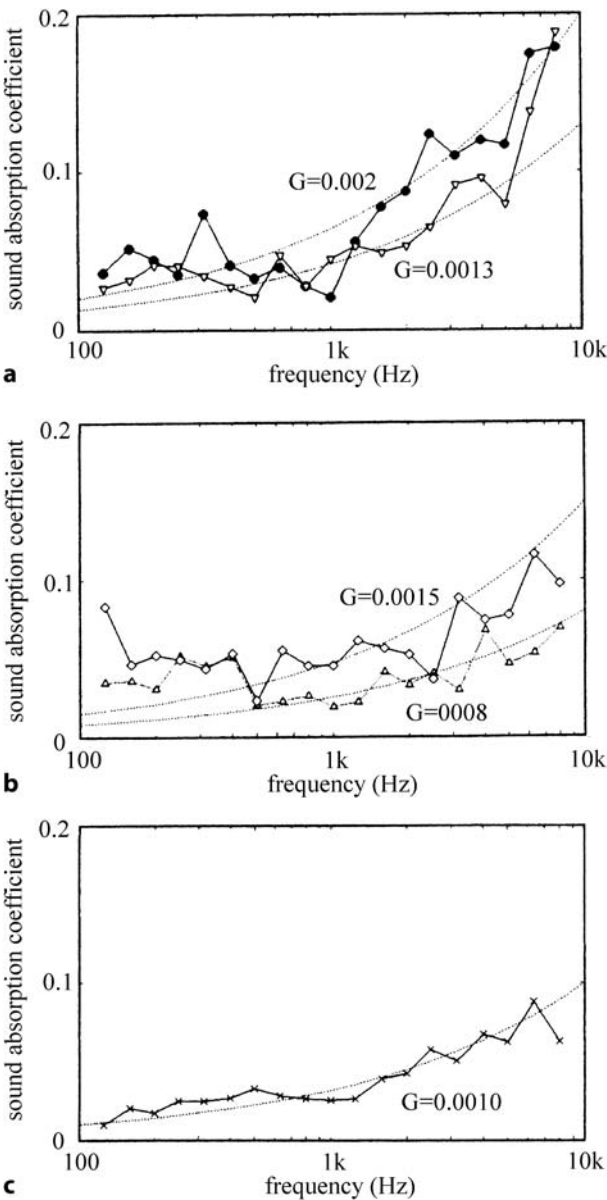 0.2
sound absorption coefficient
G=0.002
0.1
G=0.0013
0
100 1k 10k
frequency (Hz)
a
0.2
sound absorption coefficient
G=0.0015
0.1
G=0008
0
100 1k 10k
frequency (Hz)
b
0.2
sound absorption coefficient
0.1
G=0.0010
0
100 1k 10k
frequency (Hz)
c